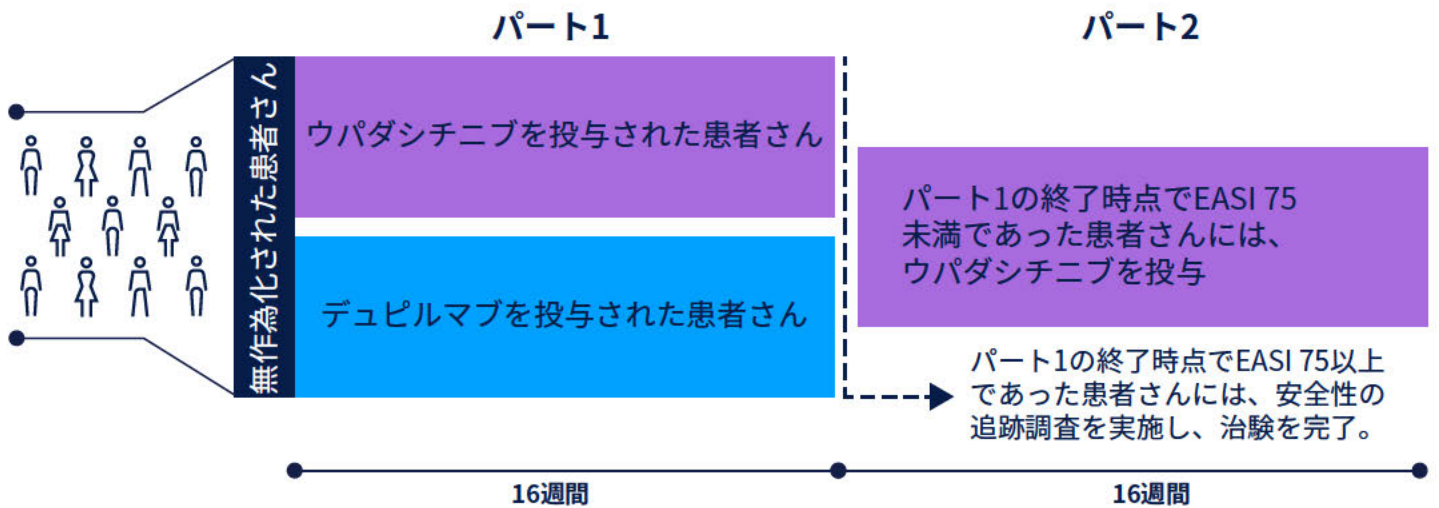 パート1
パート2
無作為化された患者さん
ウパダシチニブを投与された患者さん
デュピルマブを投与された患者さん
パート1の終了時点でEASI 75
未満であった患者さんには、
ウパダシチニブを投与
パート1の終了時点でEASI 75以上
であった患者さんには、安全性の
追跡調査を実施し、治験を完了。
16週間
16週間